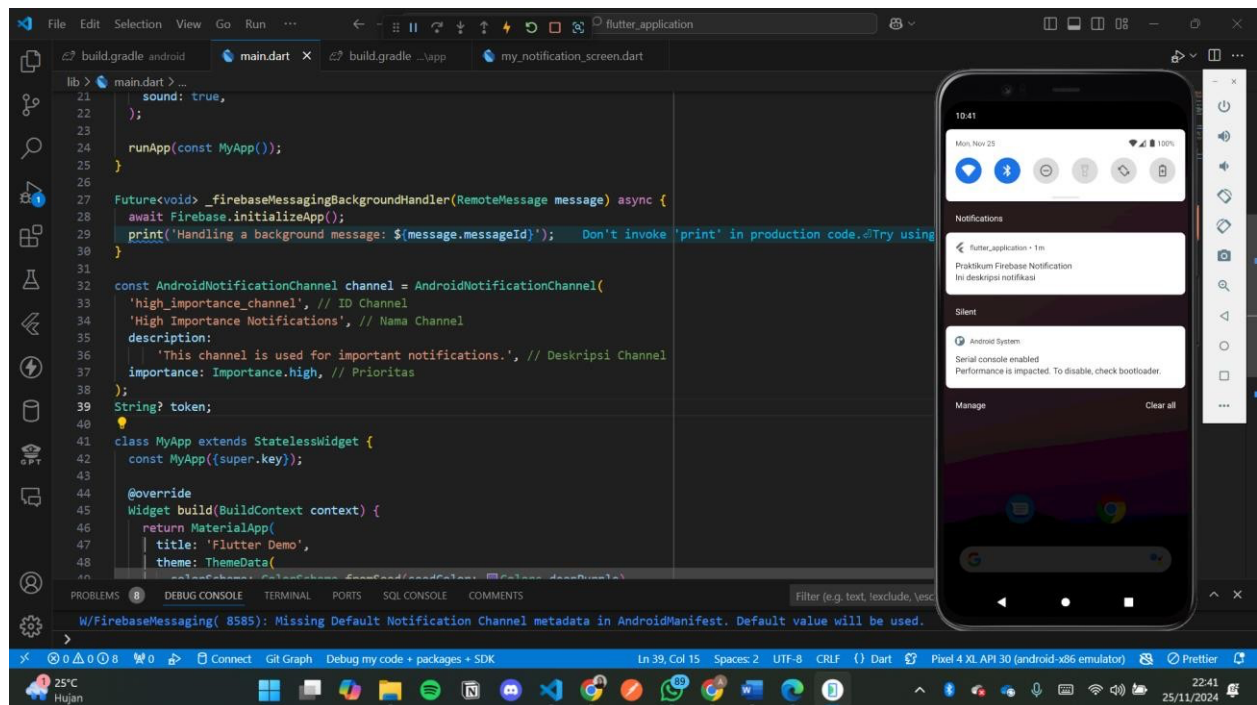 File Edit Selection View Go Run ···
flutter_application
build.gradle android
main.dart
build.gradle ...\app
my_notification_screen.dart
lib > main.dart > ...
21 sound: true,
22 );
23
24 runApp(const MyApp());
25 }
26
27 Future<void> _firebaseMessagingBackgroundHandler(RemoteMessage message) async {
28 await Firebase.initializeApp();
29 print('Handling a background message: ${message.messageId}'); Don't invoke 'print' in production code.⏎Try using
30 }
31
32 const AndroidNotificationChannel channel = AndroidNotificationChannel(
33 'high_importance_channel', // ID Channel
34 'High Importance Notifications', // Nama Channel
35 description:
36 'This channel is used for important notifications.', // Deskripsi Channel
37 importance: Importance.high, // Prioritas
38 );
39 String? token;
40
41 class MyApp extends StatelessWidget {
42 const MyApp({super.key});
43
44 @override
45 Widget build(BuildContext context) {
46 return MaterialApp(
47 title: 'Flutter Demo',
48 theme: ThemeData(
1
GPT
10:41
Mon, Nov 25
100%
Notifications
flutter_application • 1m
Praktikum Firebase Notification
Ini deskripsi notifikasi
Silent
Android System
Serial console enabled
Performance is impacted. To disable, check bootloader.
Manage Clear all
PROBLEMS 8 DEBUG CONSOLE TERMINAL PORTS SQL CONSOLE COMMENTS
Filter (e.g. text, !exclude, \esc
W/FirebaseMessaging( 8585): Missing Default Notification Channel metadata in AndroidManifest. Default value will be used.
>
0 0 8 0 Connect Git Graph Debug my code + packages + SDK Ln 39, Col 15 Spaces: 2 UTF-8 CRLF {} Dart Pixel 4 XL API 30 (android-x86 emulator) Prettier
1
25°C
Hujan
89
22:41
25/11/2024